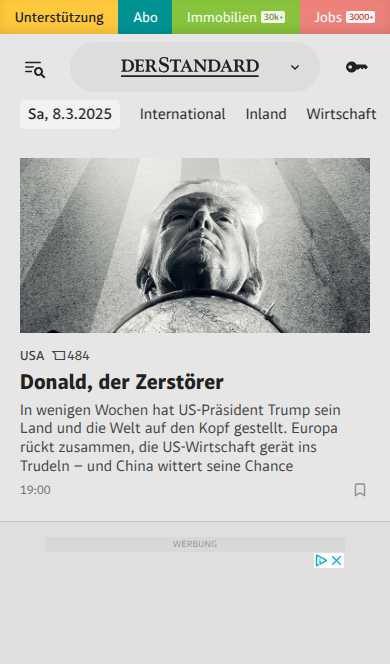 Unterstützung Abo Immobilien 30k+ Jobs 3000+
DERSTANDARD
Sa, 8.3.2025 International Inland Wirtschaft
USA 484
Donald, der Zerstörer
In wenigen Wochen hat US-Präsident Trump sein
Land und die Welt auf den Kopf gestellt. Europa
rückt zusammen, die US-Wirtschaft gerät ins
Trudeln – und China wittert seine Chance
19:00
WERBUNG